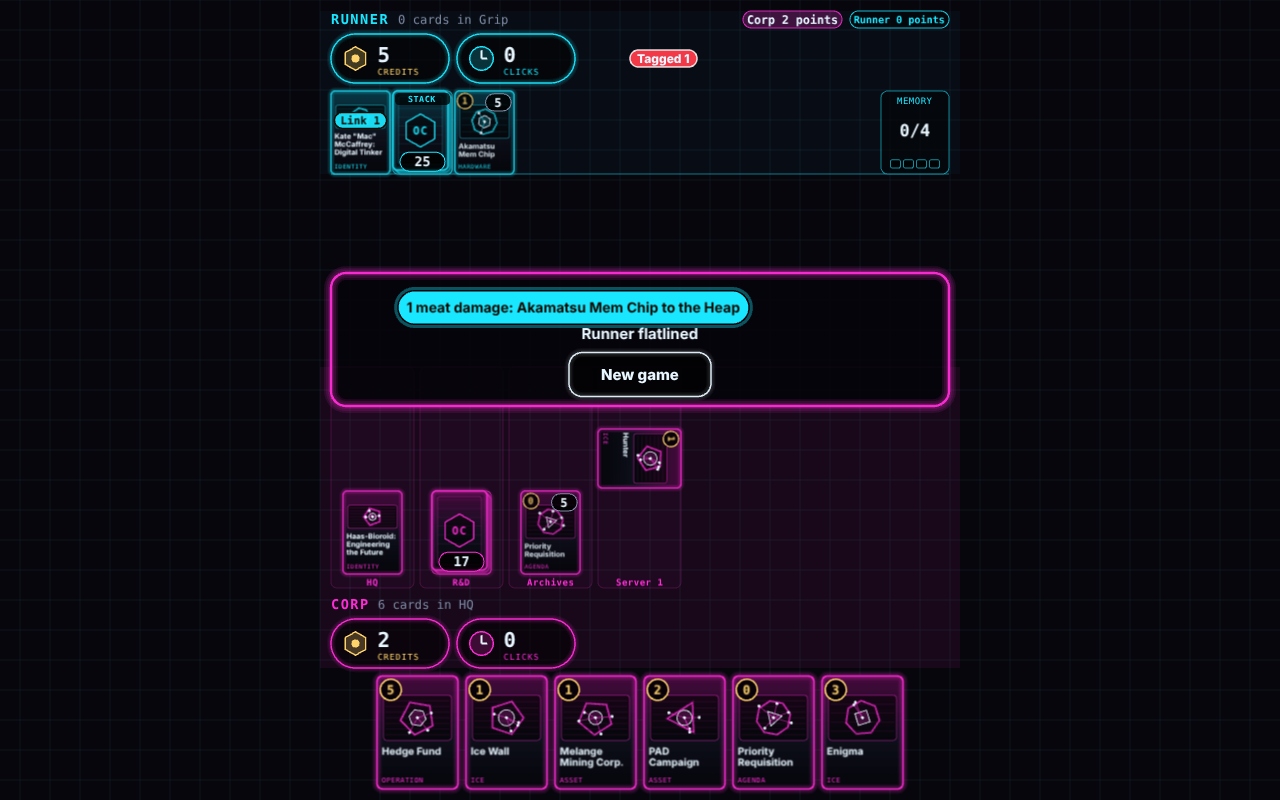 RUNNER 0 cards in Grip
Corp 2 points
Runner 0 points
5 CREDITS
0 CLICKS
Tagged 1
Link 1
Kate "Mac"
McCaffrey:
Digital Tinker
IDENTITY
STACK
OC
25
1
5
Akamatsu
Mem Chip
HARDWARE
MEMORY
0/4
1 meat damage: Akamatsu Mem Chip to the Heap
Runner flatlined
New game
Hunter
ICE
1
Haas-Bioroid:
Engineering
the Future
IDENTITY
HQ
OC
17
R&D
0
5
Priority
Requisition
AGENDA
Archives
Server 1
CORP 6 cards in HQ
2 CREDITS
0 CLICKS
5
Hedge Fund
OPERATION
1
Ice Wall
ICE
1
Melange
Mining Corp.
ASSET
2
PAD
Campaign
ASSET
0
Priority
Requisition
AGENDA
3
Enigma
ICE